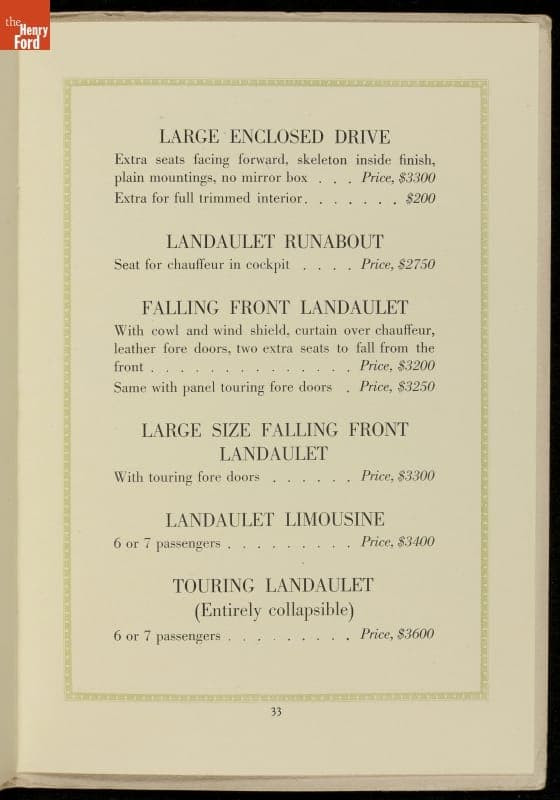 the
Henry
Ford
LARGE ENCLOSED DRIVE
Extra seats facing forward, skeleton inside finish,
plain mountings, no mirror box . . . Price, $3300
Extra for full trimmed interior . . . . . . . $200
LANDAULET RUNABOUT
Seat for chauffeur in cockpit . . . . Price, $2750
FALLING FRONT LANDAULET
With cowl and wind shield, curtain over chauffeur,
leather fore doors, two extra seats to fall from the
front . . . . . . . . . . . . . . Price, $3200
Same with panel touring fore doors . Price, $3250
LARGE SIZE FALLING FRONT
LANDAULET
With touring fore doors . . . . . . Price, $3300
LANDAULET LIMOUSINE
6 or 7 passengers . . . . . . . . . Price, $3400
TOURING LANDAULET
(Entirely collapsible)
6 or 7 passengers . . . . . . . . . Price, $3600
33